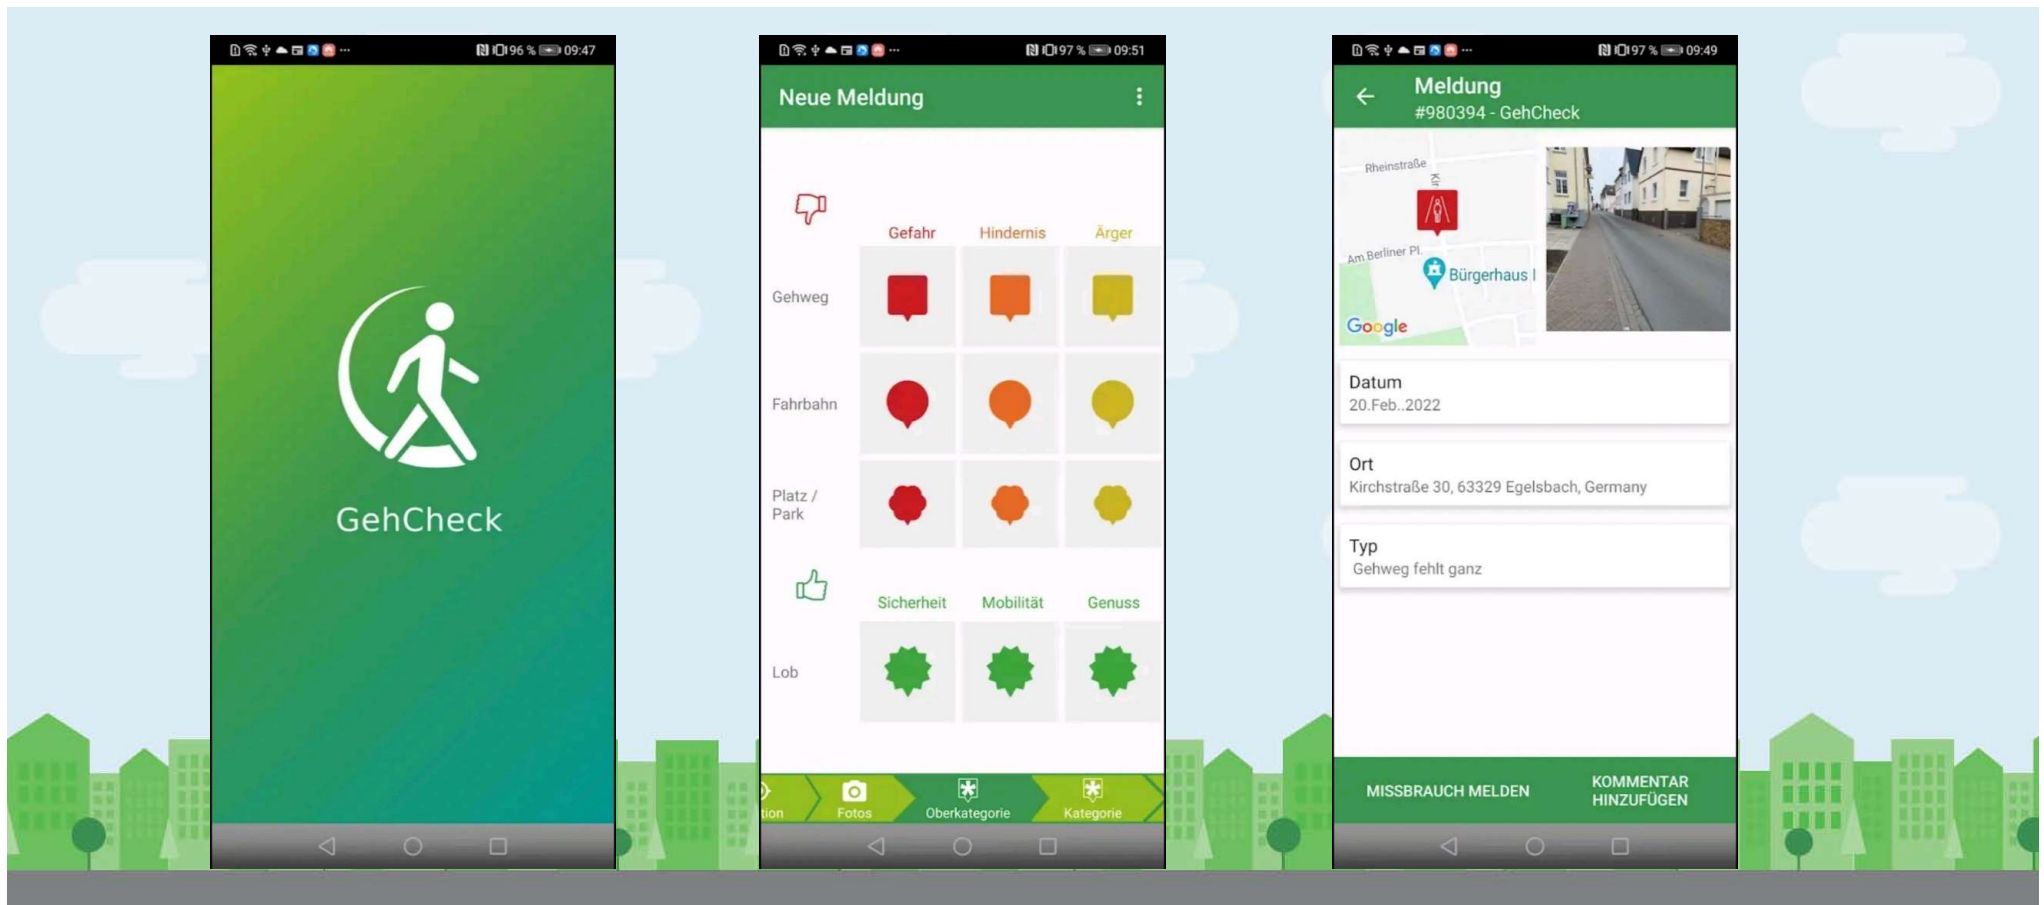 96 % 09:47
GehCheck
97 % 09:51
Neue Meldung
Gefahr Hindernis Ärger
Gehweg
Fahrbahn
Platz /
Park
Sicherheit Mobilität Genuss
Lob
tion Fotos Oberkategorie Kategorie
97 % 09:49
Meldung
#980394 - GehCheck
Rheinstraße
Kir
Am Berliner Pl.
Bürgerhaus I
Google
Datum
20.Feb..2022
Ort
Kirchstraße 30, 63329 Egelsbach, Germany
Typ
Gehweg fehlt ganz
MISSBRAUCH MELDEN
KOMMENTAR
HINZUFÜGEN